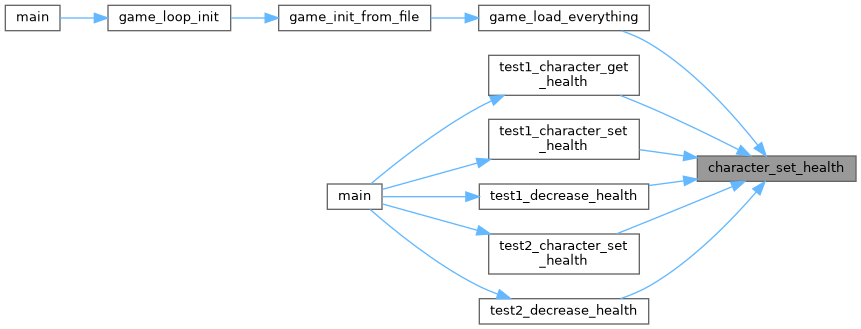 main
game_loop_init
game_init_from_file
game_load_everything
test1_character_get
_health
test1_character_set
_health
character_set_health
main
test1_decrease_health
test2_character_set
_health
test2_decrease_health